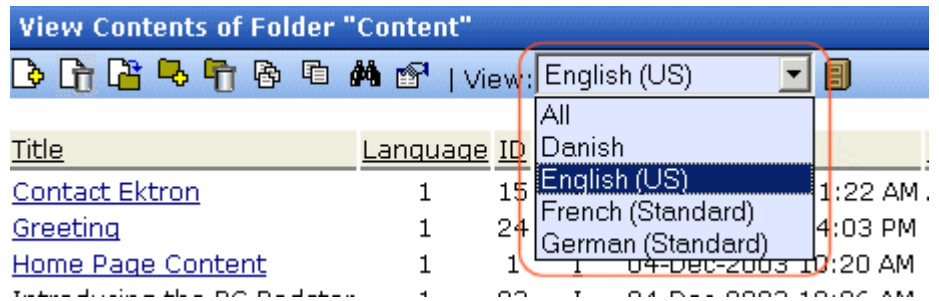 View Contents of Folder "Content"
| View: English (US)
All
Danish
English (US)
French (Standard)
German (Standard)
Title Language ID
Contact Ektron 1 15 1:22 AM
Greeting 1 24 4:03 PM
Home Page Content 1 1 I 04-Dec-2003 10:20 AM
Introducing the 1